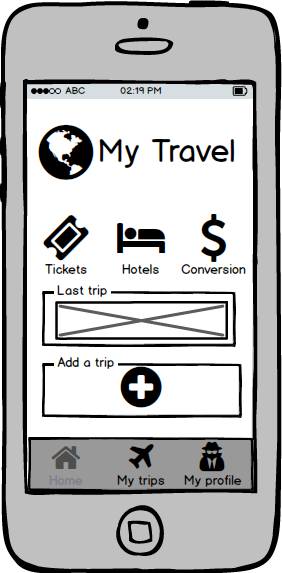 ABC 02:19 PM
My Travel
Tickets Hotels Conversion
Last trip
Add a trip
Home My trips My profile